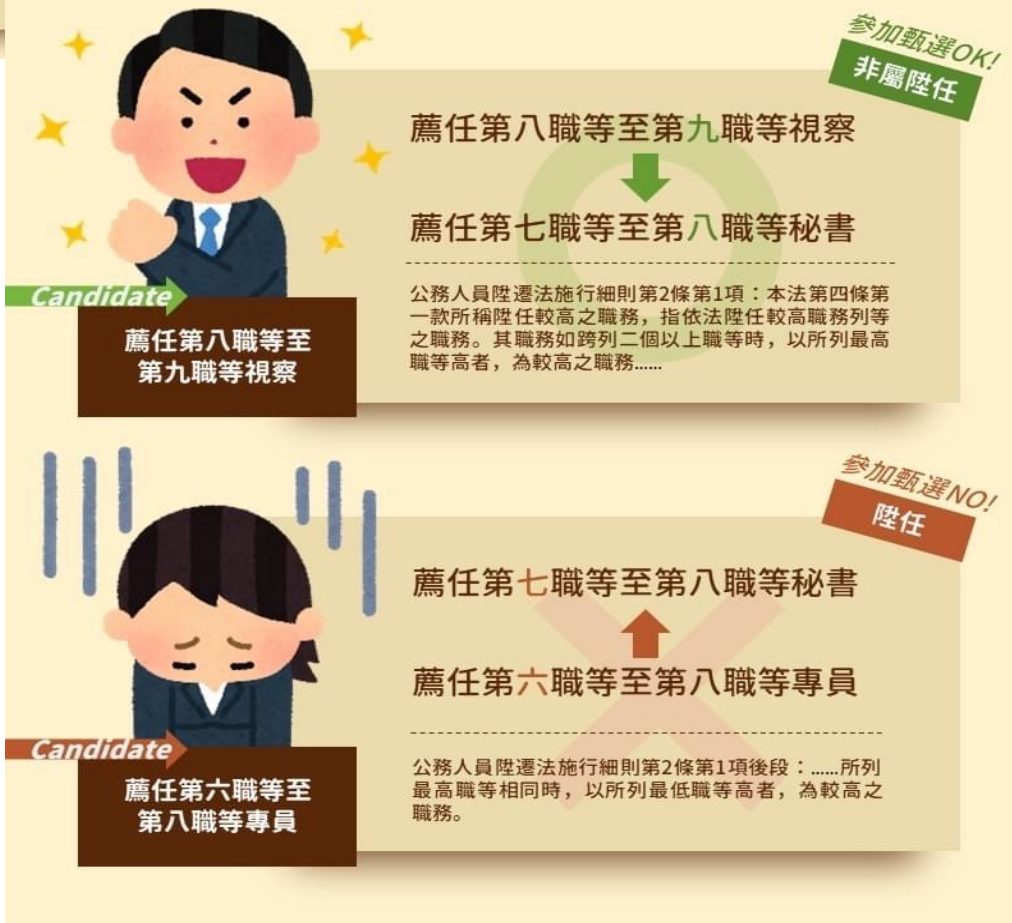 參加甄選OK!
非屬陞任
薦任第八職等至第九職等視察
薦任第七職等至第八職等秘書
Candidate
薦任第八職等至
第九職等視察
公務人員陞遷法施行細則第2條第1項：本法第四條第
一款所稱陞任較高之職務，指依法陞任較高職務列等
之職務。其職務如跨列二個以上職等時，以所列最高
職等高者，為較高之職務......
參加甄選NO!
陞任
薦任第七職等至第八職等秘書
薦任第六職等至第八職等專員
Candidate
薦任第六職等至
第八職等專員
公務人員陞遷法施行細則第2條第1項後段：......所列
最高職等相同時，以所列最低職等高者，為較高之
職務。